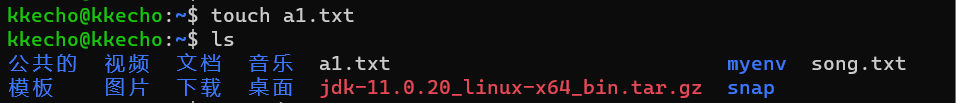 kkecho@kkecho:~$ touch a1.txt
kkecho@kkecho:~$ ls
公共的 视频 文档 音乐 a1.txt myenv song.txt
模板 图片 下载 桌面 jdk-11.0.20_linux-x64_bin.tar.gz snap